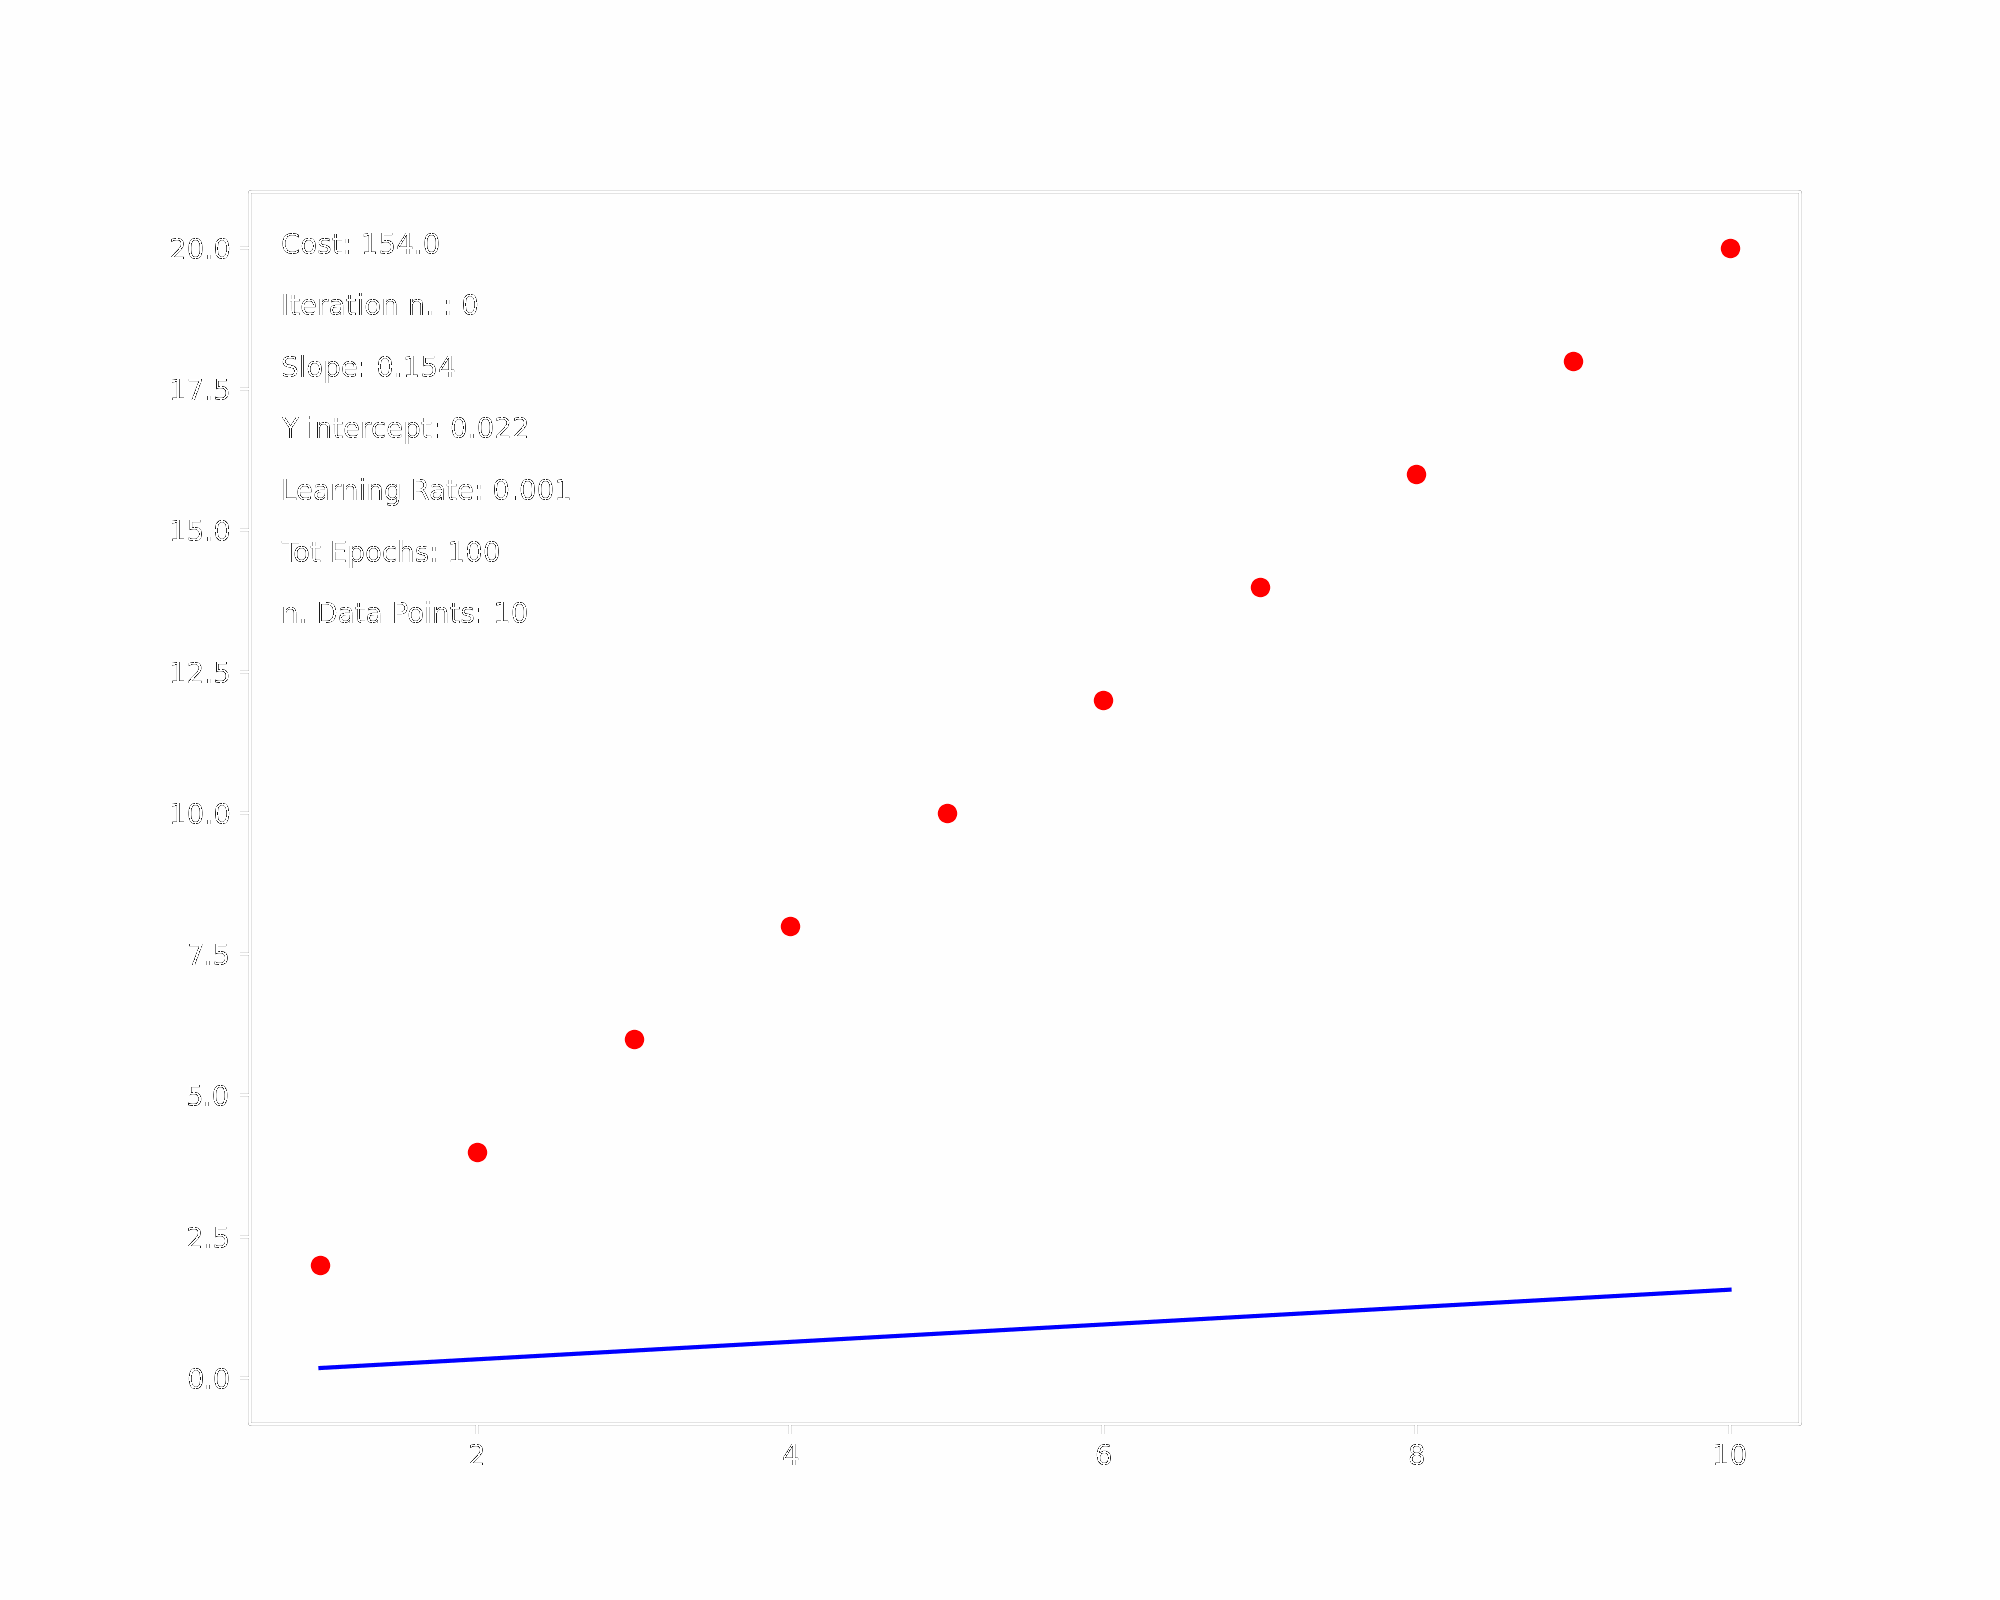 Cost: 154.0
Iteration n. : 0
Slope: 0.154
Y intercept: 0.022
Learning Rate: 0.001
Tot Epochs: 100
n. Data Points: 10
20.0
17.5
15.0
12.5
10.0
7.5
5.0
2.5
0.0
2 4 6 8 10